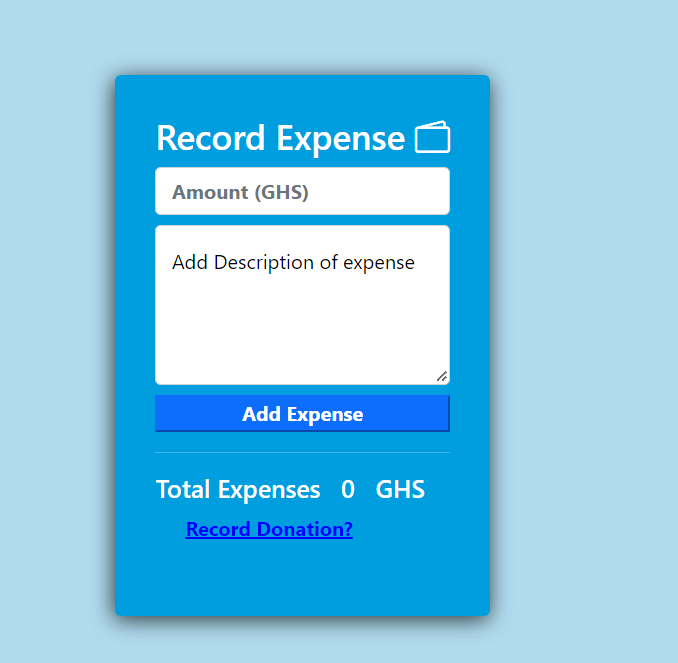 Record Expense
Amount (GHS)
Add Description of expense
Add Expense
Total Expenses 0 GHS
Record Donation?